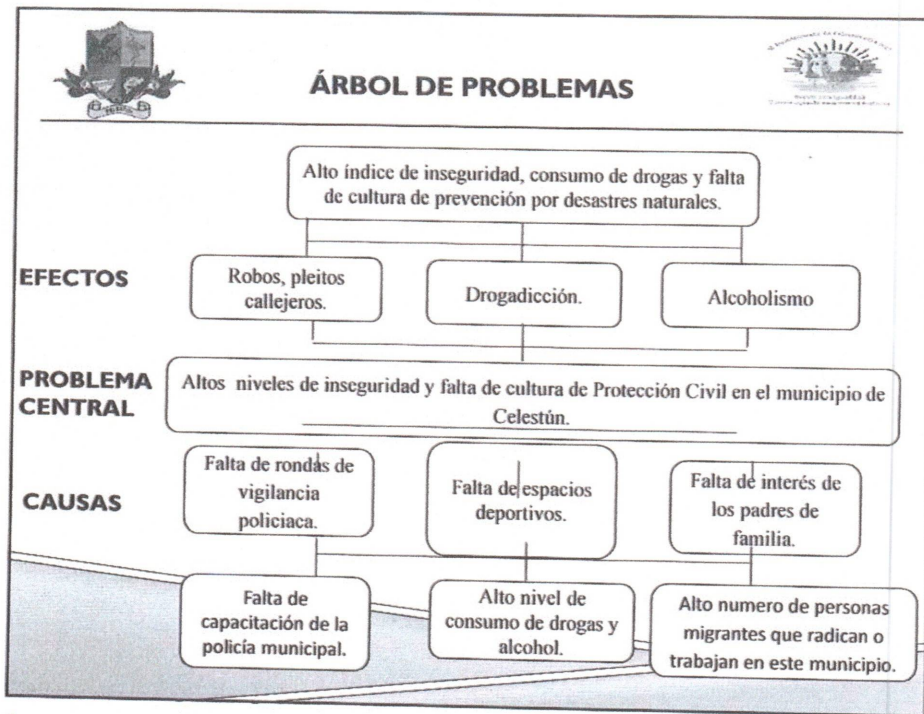 ÁRBOL DE PROBLEMAS
Alto índice de inseguridad, consumo de drogas y falta
de cultura de prevención por desastres naturales.
EFECTOS
Robos, pleitos
callejeros.
Drogadicción.
Alcoholismo
PROBLEMA
CENTRAL
Altos niveles de inseguridad y falta de cultura de Protección Civil en el municipio de
Celestún.
CAUSAS
Falta de rondas de
vigilancia
policiaca.
Falta de espacios
deportivos.
Falta de interés de
los padres de
familia.
Falta de
capacitación de la
policía municipal.
Alto nivel de
consumo de drogas y
alcohol.
Alto numero de personas
migrantes que radican o
trabajan en este municipio.